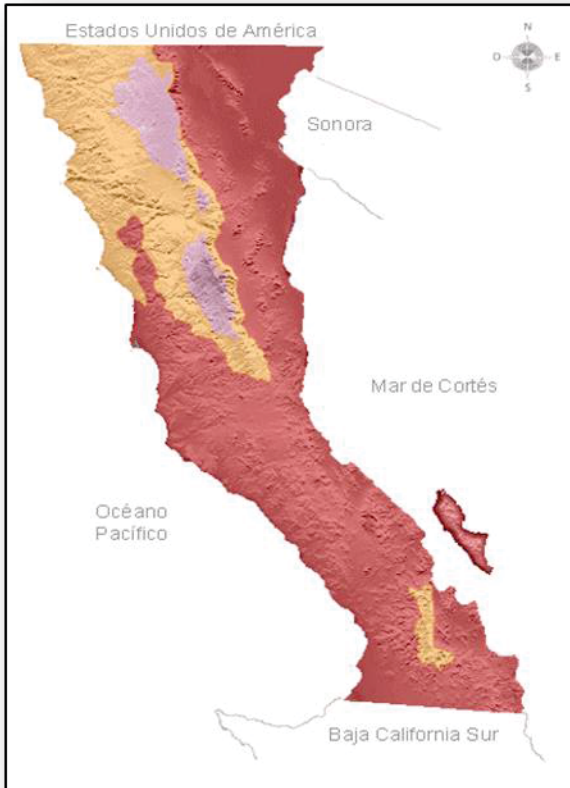 Estados Unidos de América
N
O
E
S
Sonora
Mar de Cortés
Océano
Pacífico
Baja California Sur